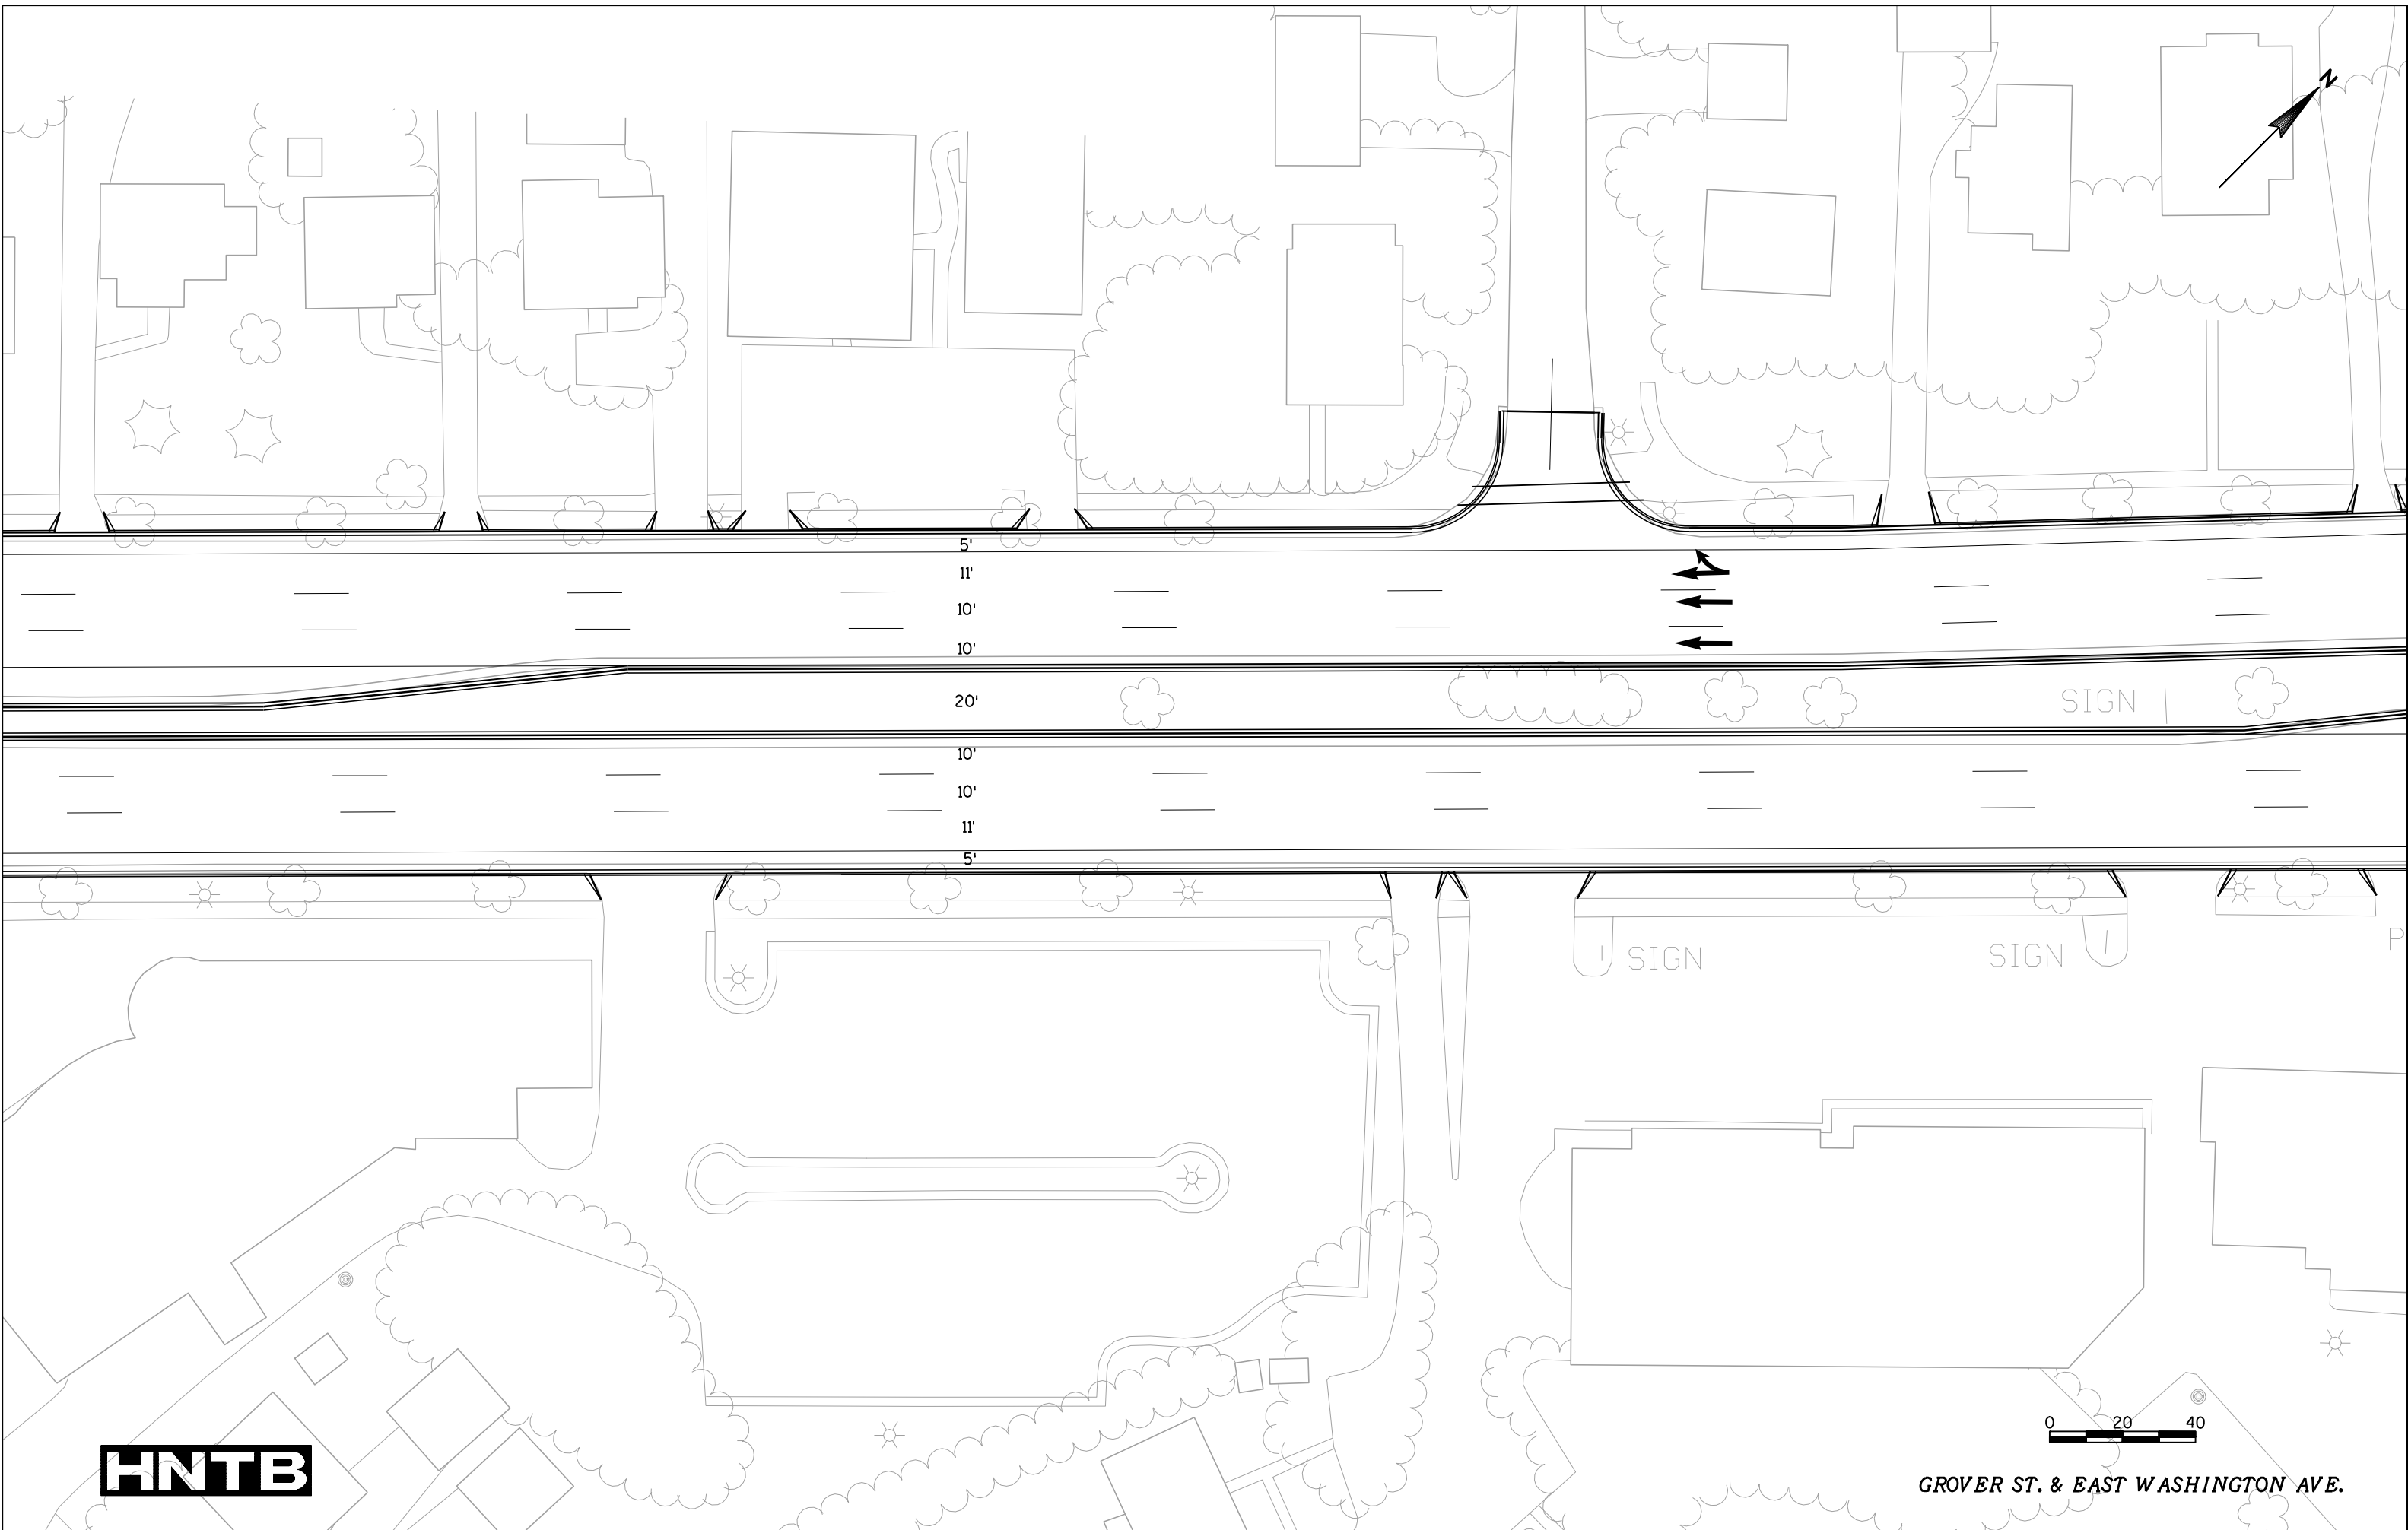 N
5'
11'
10'
10'
20'
SIGN
10'
10'
11'
5'
SIGN
SIGN
P
0 20 40
HNTB
GROVER ST. & EAST WASHINGTON AVE.